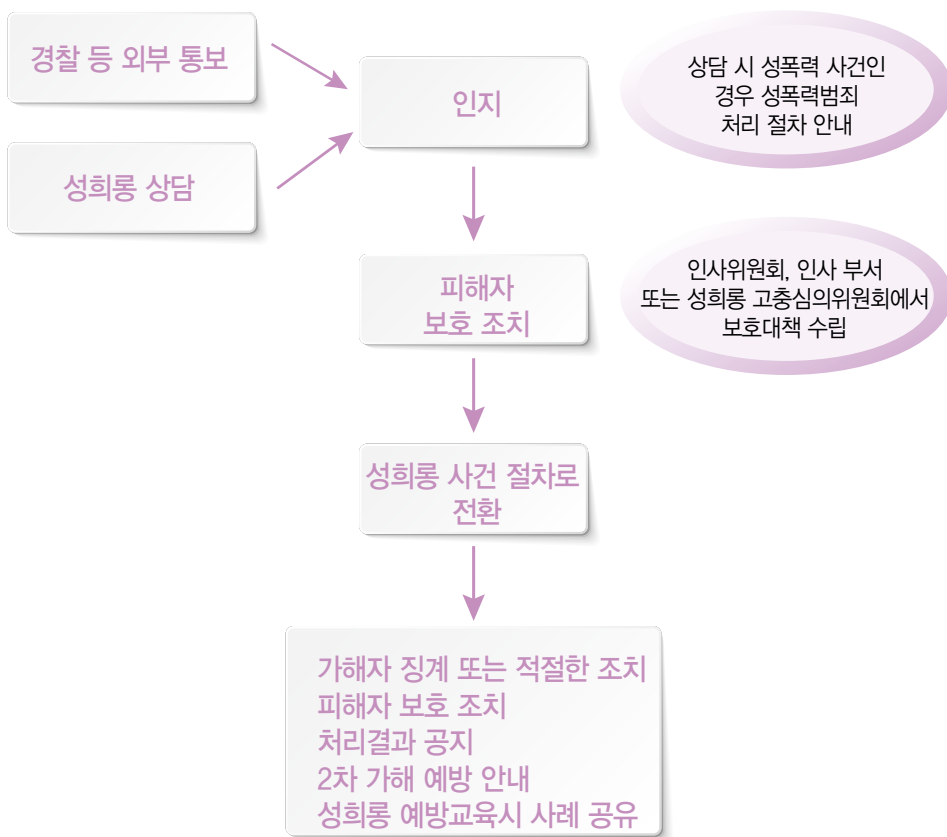 경찰 등 외부 통보
인지
상담 시 성폭력 사건인
경우 성폭력범죄
처리 절차 안내
성희롱 상담
피해자
보호 조치
인사위원회, 인사 부서
또는 성희롱 고충심의위원회에서
보호대책 수립
성희롱 사건 절차로
전환
가해자 징계 또는 적절한 조치
피해자 보호 조치
처리결과 공지
2차 가해 예방 안내
성희롱 예방교육시 사례 공유